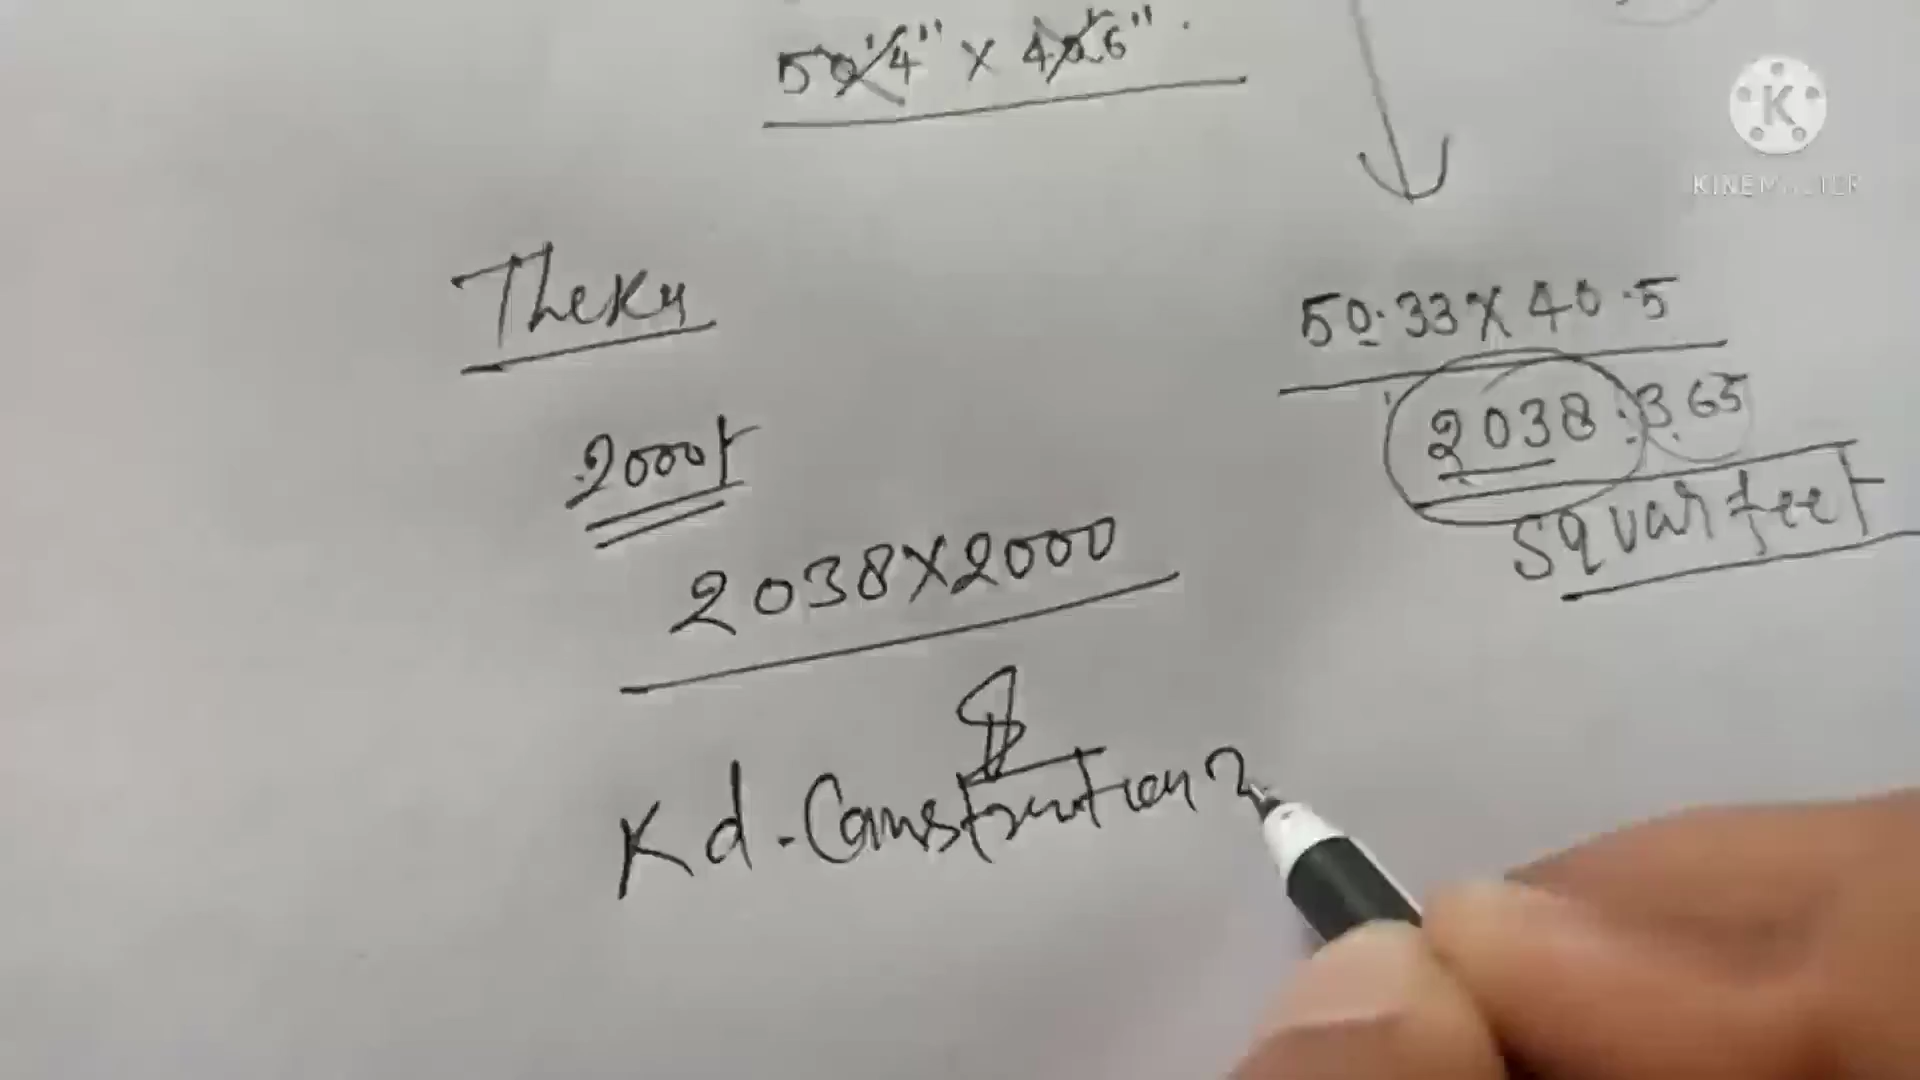 50'4" x 40'6"
KINEMASTER
Theka
50.33 x 40.5
2038.365
2000/-
squar feet
2038x2000
Kd.Construction